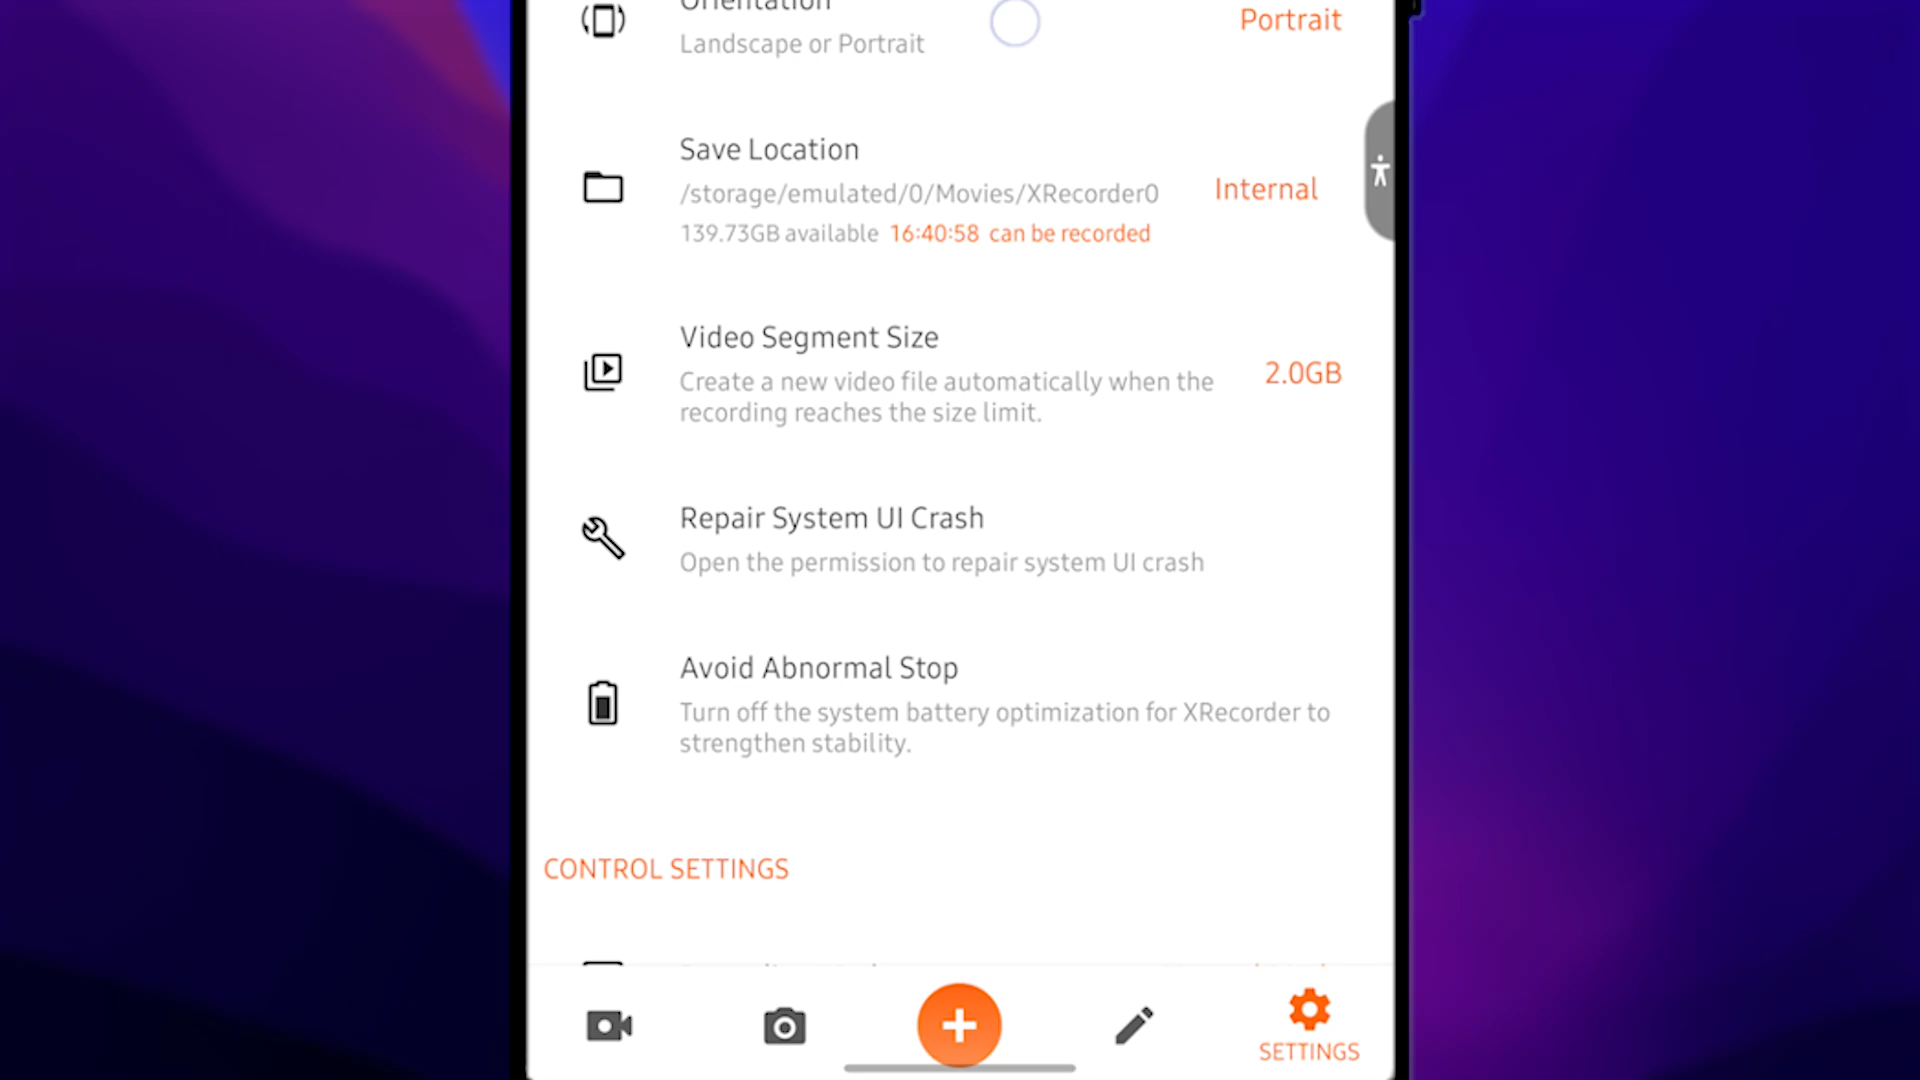 Orientation
Landscape or Portrait
Portrait
Save Location
/storage/emulated/0/Movies/XRecorder0
139.73GB available 16:40:58 can be recorded
Internal
Video Segment Size
Create a new video file automatically when the
recording reaches the size limit.
2.0GB
Repair System UI Crash
Open the permission to repair system UI crash
Avoid Abnormal Stop
Turn off the system battery optimization for XRecorder to
strengthen stability.
CONTROL SETTINGS
SETTINGS